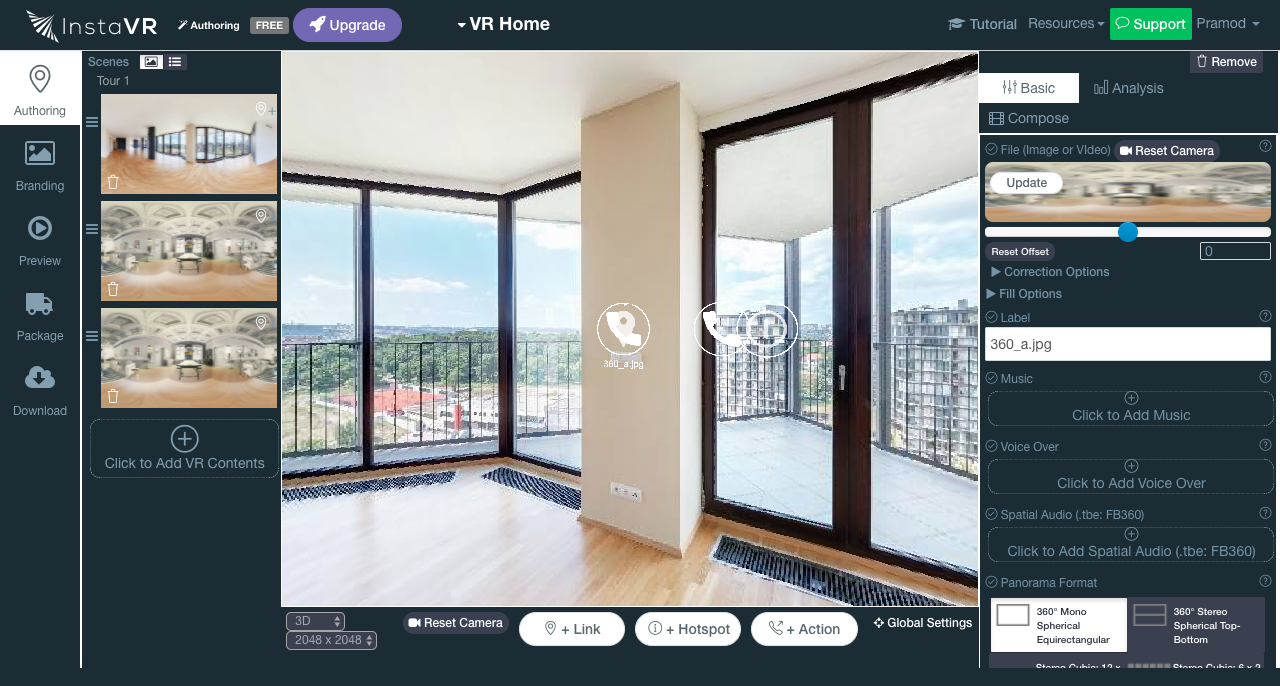 InstaVR
Authoring
FREE
Upgrade
VR Home
Tutorial
Resources
Support
Pramod
Authoring
Branding
Preview
Package
Download
Scenes
Tour 1
Click to Add VR Contents
360_a.jpg
3D
2048 x 2048
Reset Camera
+ Link
+ Hotspot
+ Action
Global Settings
Remove
Basic
Analysis
Compose
File (Image or VIdeo)
Reset Camera
Update
Reset Offset
0
Correction Options
Fill Options
Label
360_a.jpg
Music
Click to Add Music
Voice Over
Click to Add Voice Over
Spatial Audio (.tbe: FB360)
Click to Add Spatial Audio (.tbe: FB360)
Panorama Format
360° Mono
Spherical
Equirectangular
360° Stereo
Spherical Top-
Bottom
Stereo Cubic: 12 x
Stereo Cubic: 6 x 2